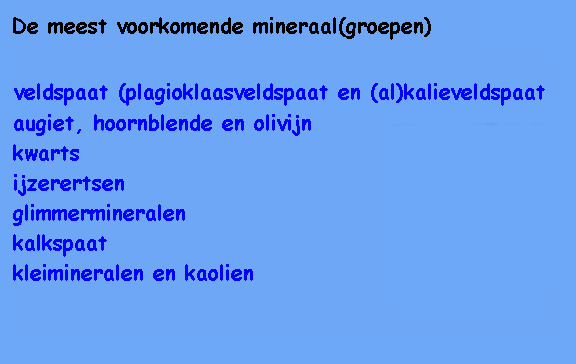 De meest voorkomende mineraal(groepen)
veldspaat (plagioklaasveldspaat en (al)kalieveldspaat
augiet, hoornblende en olivijn
kwarts
ijzerertsen
glimmermineralen
kalkspaat
kleimineralen en kaolien